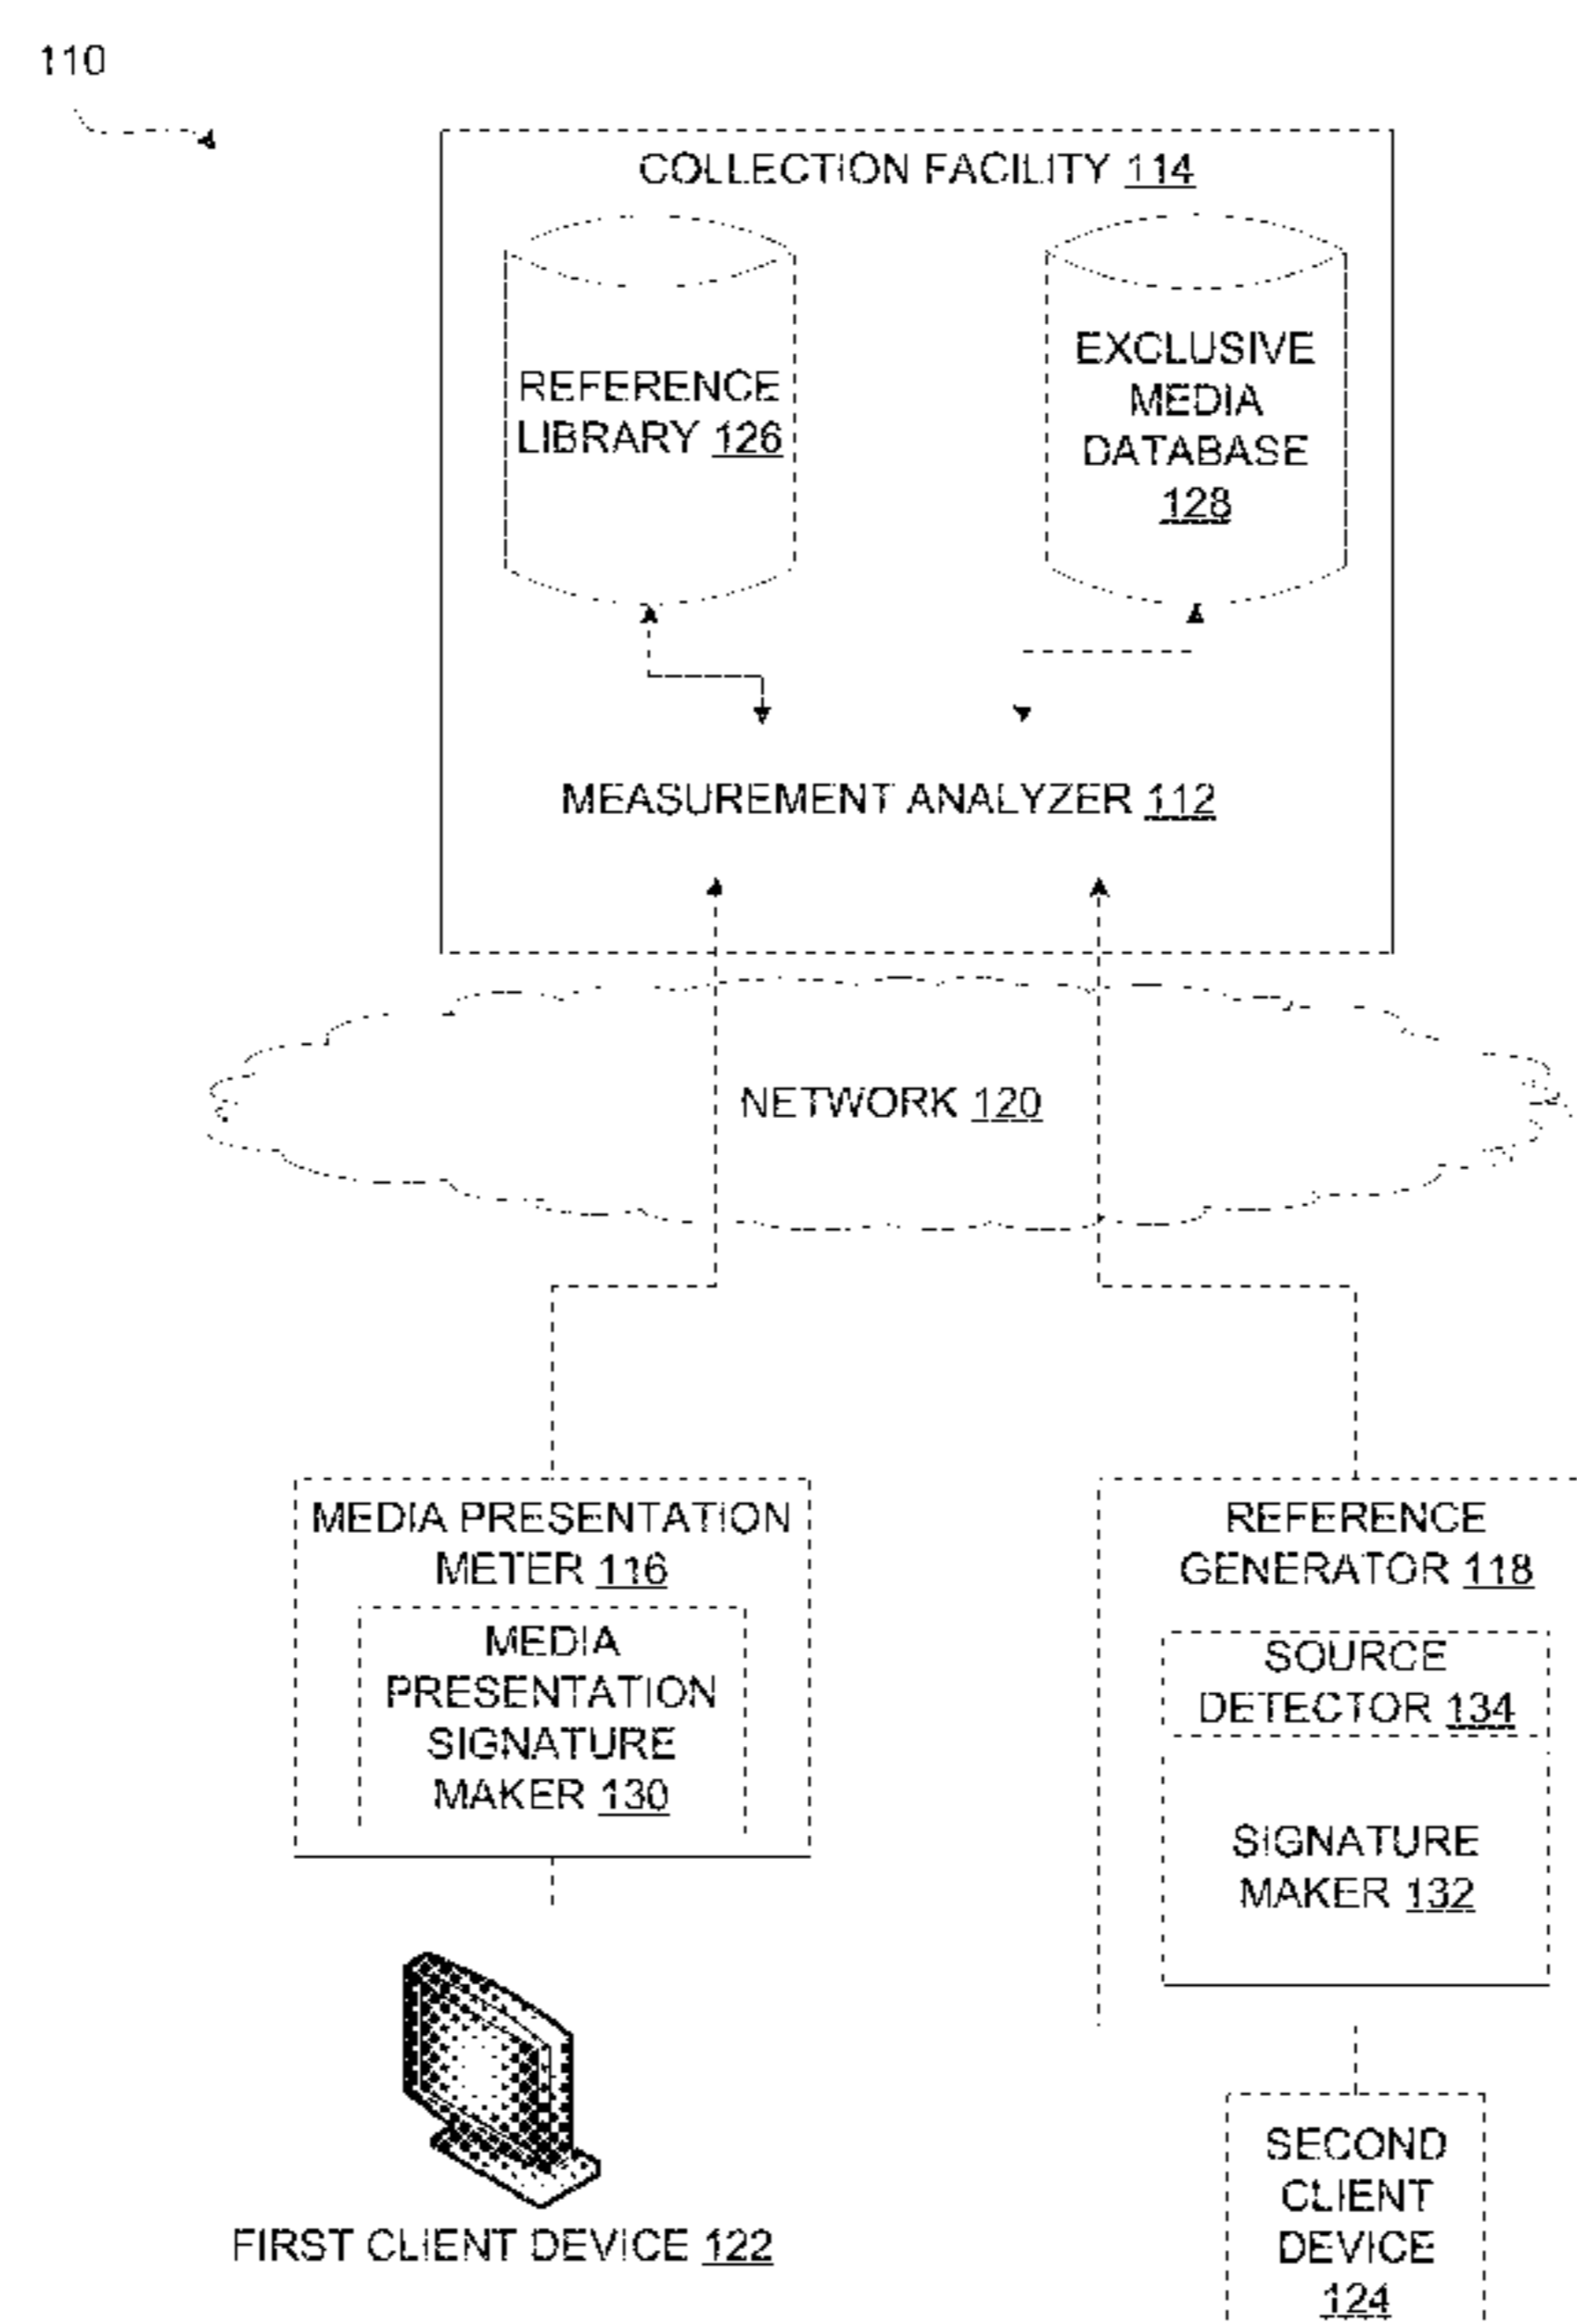 110
COLLECTION FACILITY 114
REFERENCE
LIBRARY 126
EXCLUSIVE
MEDIA
DATABASE
128
MEASUREMENT ANALYZER 112
NETWORK 120
MEDIA PRESENTATION
METER 116
MEDIA
PRESENTATION
SIGNATURE
MAKER 130
REFERENCE
GENERATOR 118
SOURCE
DETECTOR 134
SIGNATURE
MAKER 132
FIRST CLIENT DEVICE 122
SECOND
CLIENT
DEVICE
124